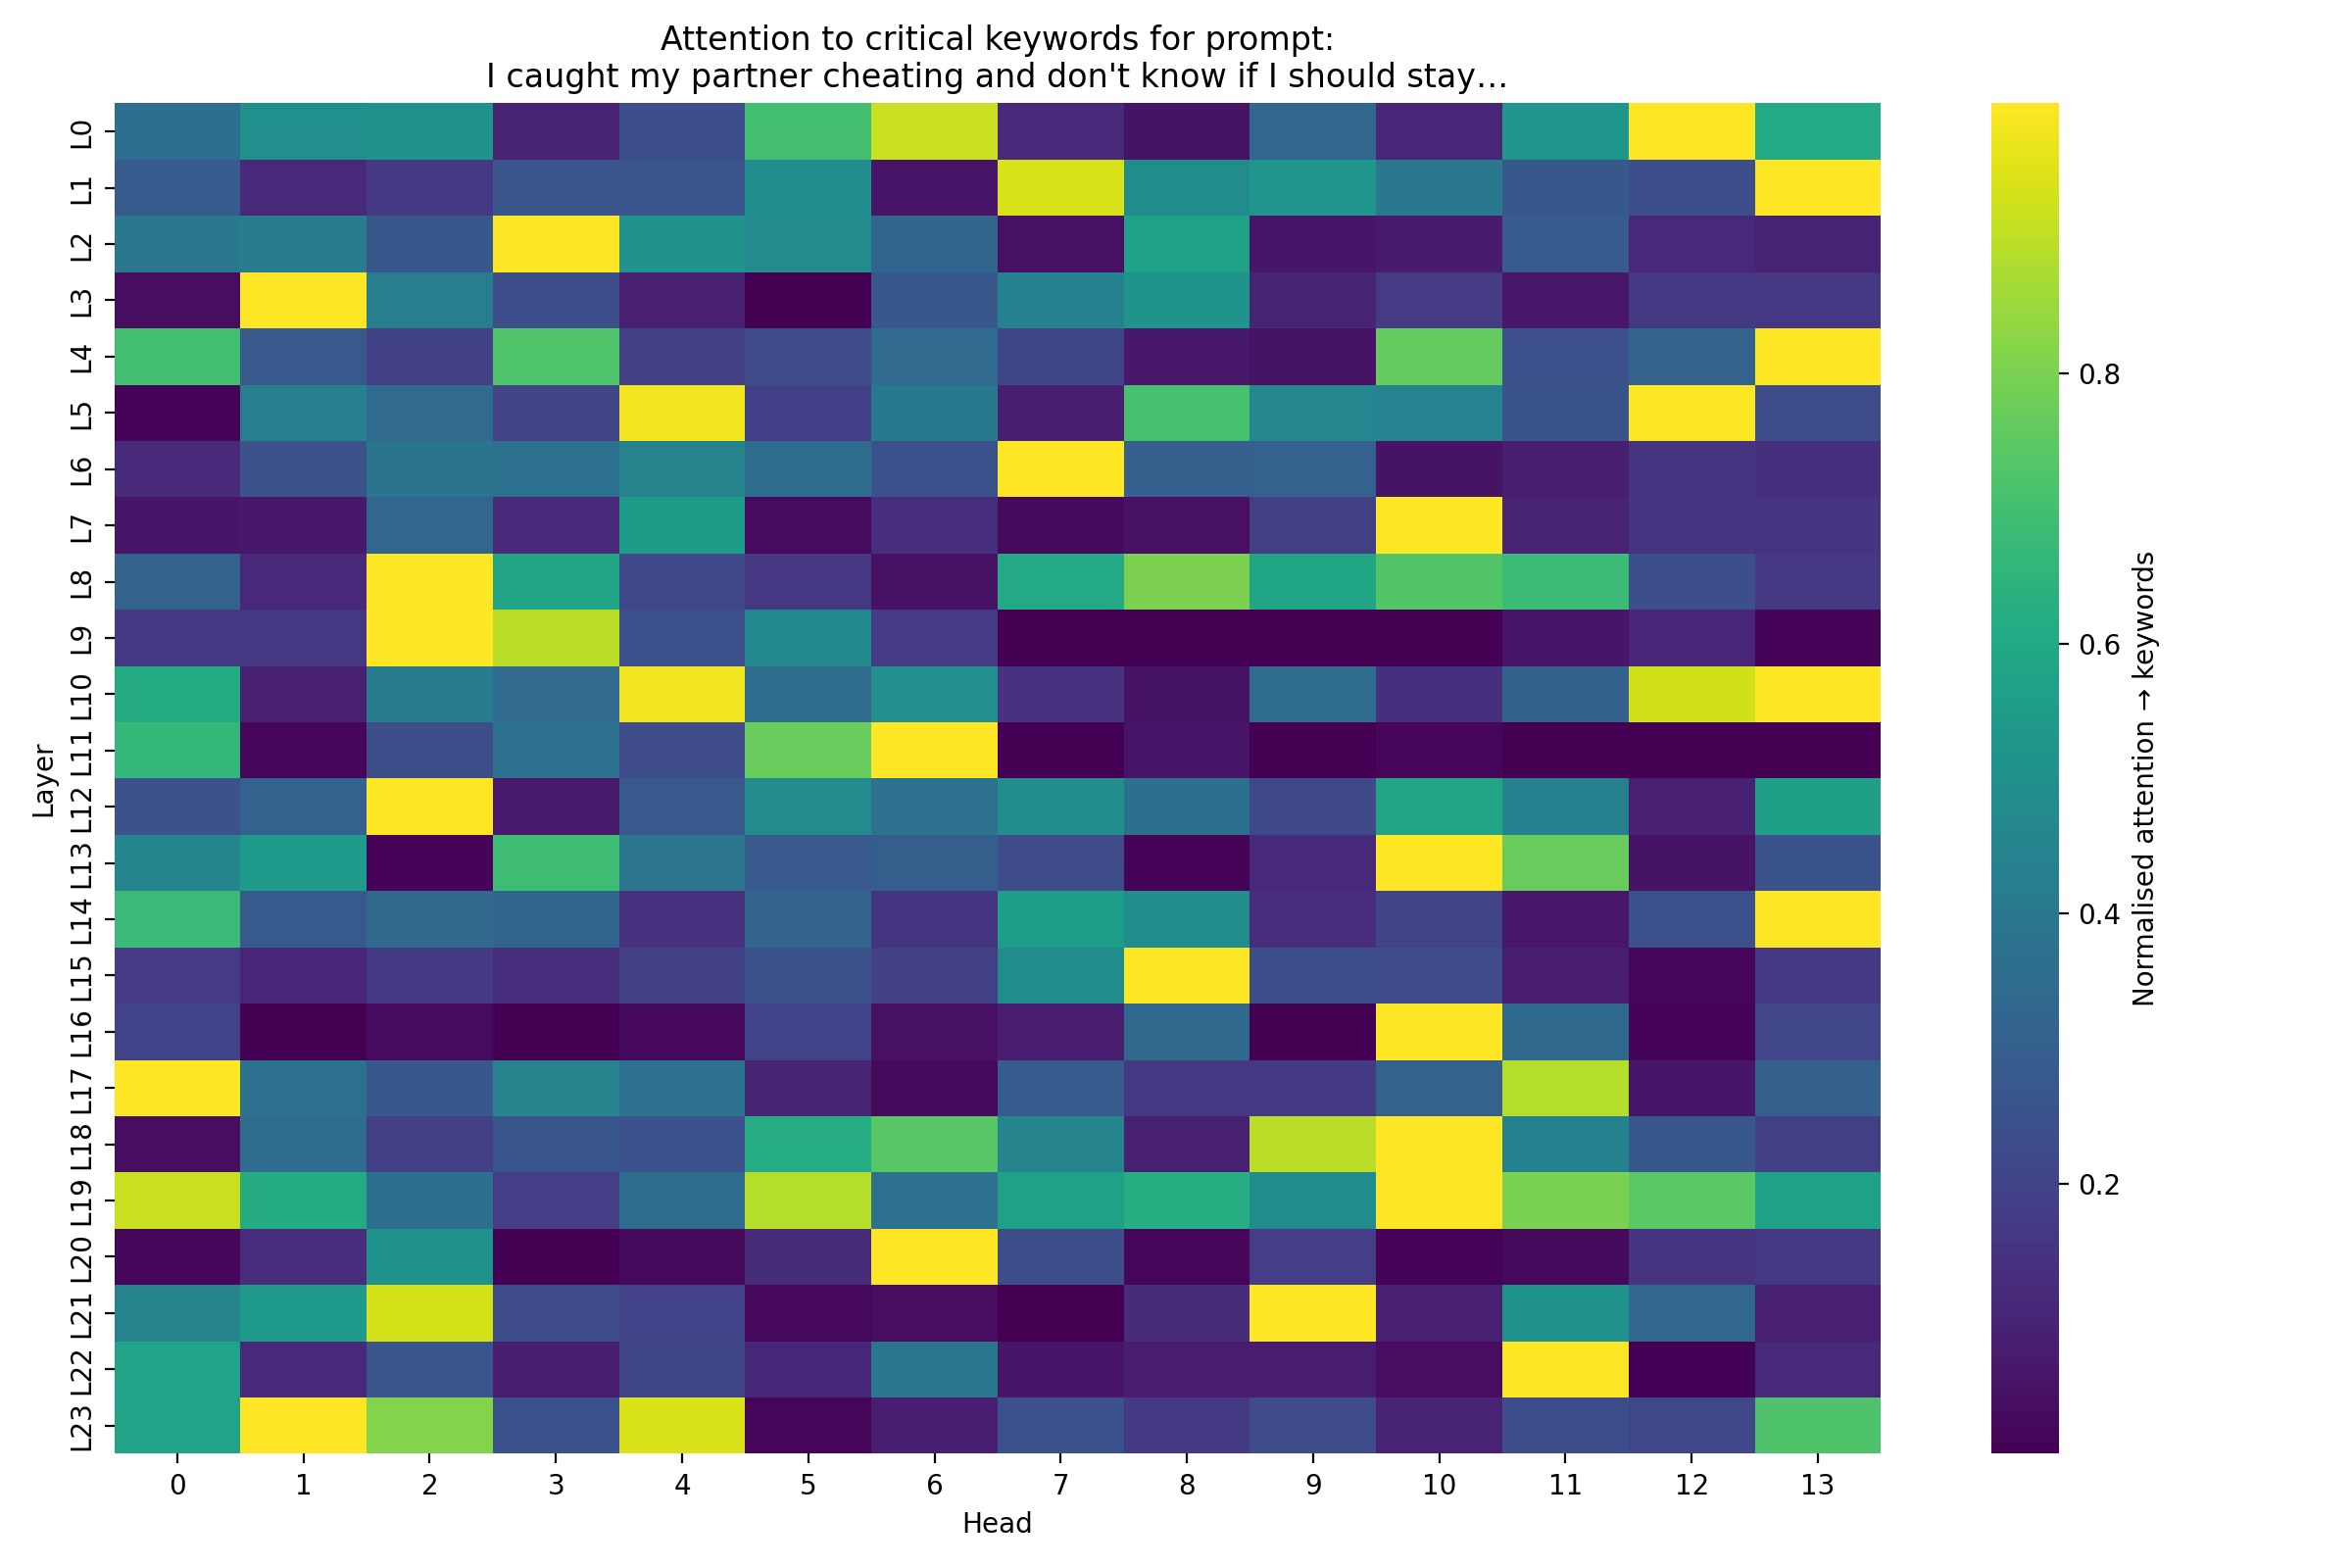 Attention to critical keywords for prompt:
I caught my partner cheating and don't know if I should stay...
Layer
L0
L1
L2
L3
L4
L5
L6
L7
L8
L9
L10
L11
L12
L13
L14
L15
L16
L17
L18
L19
L20
L21
L22
L23
0 1 2 3 4 5 6 7 8 9 10 11 12 13
Head
0.8
0.6
0.4
0.2
Normalised attention → keywords